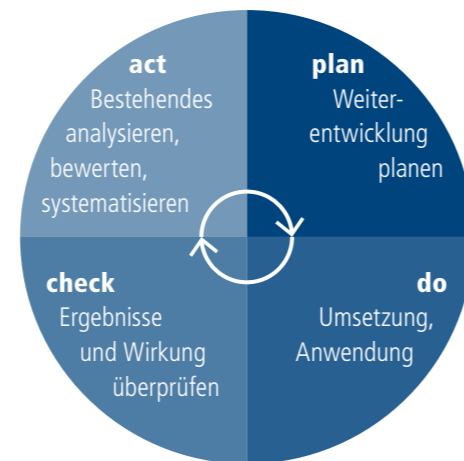 act
Bestehendes
analysieren,
bewerten,
systematisieren
plan
Weiter-
entwicklung
planen
check
Ergebnisse
und Wirkung
überprüfen
do
Umsetzung,
Anwendung